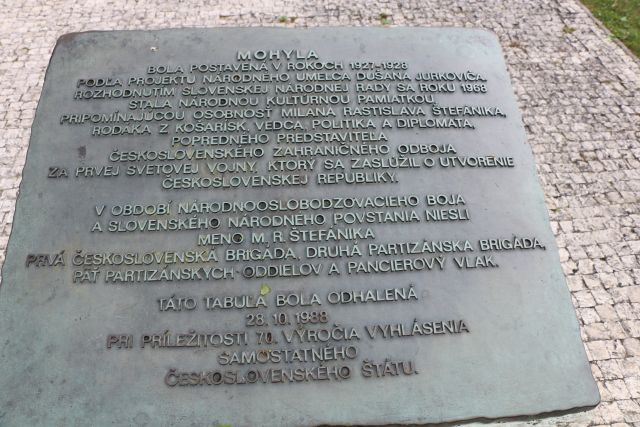 MOHYLA
BOLA POSTAVENÁ V ROKOCH 1927-1928
PODĽA PROJEKTU NÁRODNÉHO UMELCA DUŠANA JURKOVIČA.
ROZHODNUTÍM SLOVENSKEJ NÁRODNEJ RADY SA ROKU 1968
STALA NÁRODNOU KULTÚRNOU PAMIATKOU,
PRIPOMÍNAJÚCOU OSOBNOSŤ MILANA RASTISLAVA ŠTEFÁNIKA,
RODÁKA Z KOŠARÍSK, VEDCA, POLITIKA A DIPLOMATA,
POPREDNÉHO PREDSTAVITEĽA
ČESKOSLOVENSKÉHO ZAHRANIČNÉHO ODBOJA
ZA PRVEJ SVETOVEJ VOJNY, KTORÝ SA ZASLÚŽIL O UTVORENIE
ČESKOSLOVENSKEJ REPUBLIKY.
V OBDOBÍ NÁRODNOOSLOBODZOVACIEHO BOJA
A SLOVENSKÉHO NÁRODNÉHO POVSTANIA NIESLI
MENO M. R. ŠTEFÁNIKA
PRVÁ ČESKOSLOVENSKÁ BRIGÁDA, DRUHÁ PARTIZÁNSKA BRIGÁDA,
PÄŤ PARTIZÁNSKYCH ODDIELOV A PANCIEROVÝ VLAK.
TÁTO TABUĽA BOLA ODHALENÁ
28. 10. 1988
PRI PRÍLEŽITOSTI 70. VÝROČIA VYHLÁSENIA
SAMOSTATNÉHO
ČESKOSLOVENSKÉHO ŠTÁTU.